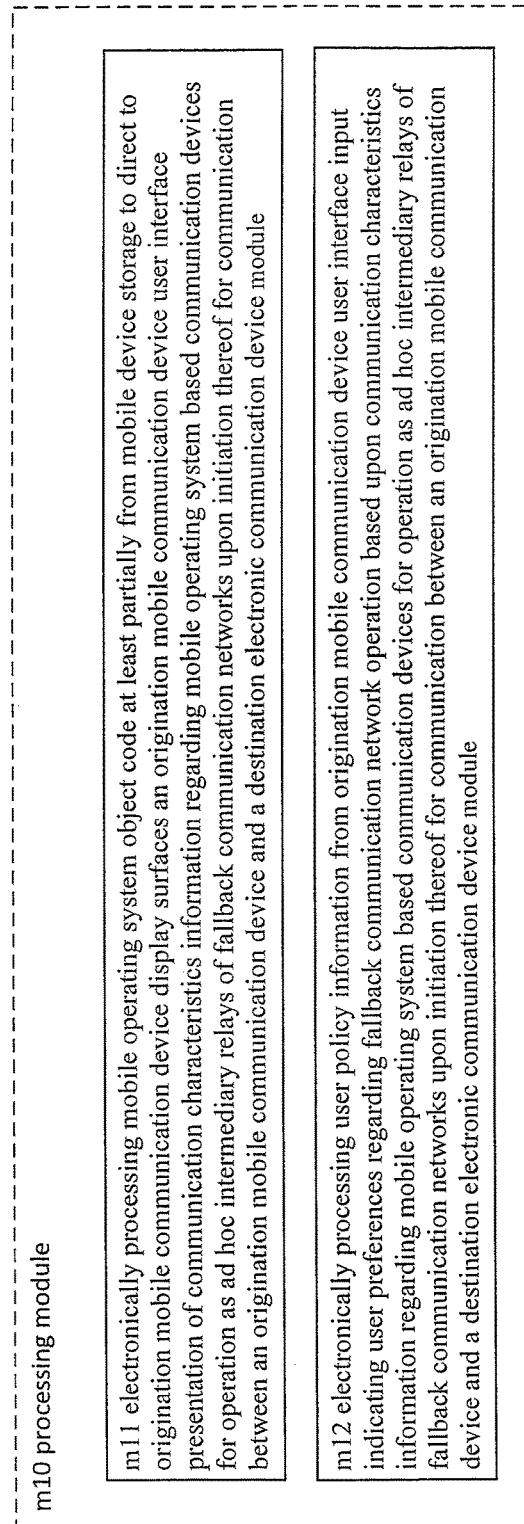 m10 processing module
m11 electronically processing mobile operating system object code at least partially from mobile device storage to direct to
origination mobile communication device display surfaces an origination mobile communication device user interface
presentation of communication characteristics information regarding mobile operating system based communication devices
for operation as ad hoc intermediary relays of fallback communication networks upon initiation thereof for communication
between an origination mobile communication device and a destination electronic communication device module
m12 electronically processing user policy information from origination mobile communication device user interface input
indicating user preferences regarding fallback communication network operation based upon communication characteristics
information regarding mobile operating system based communication devices for operation as ad hoc intermediary relays of
fallback communication networks upon initiation thereof for communication between an origination mobile communication
device and a destination electronic communication device module